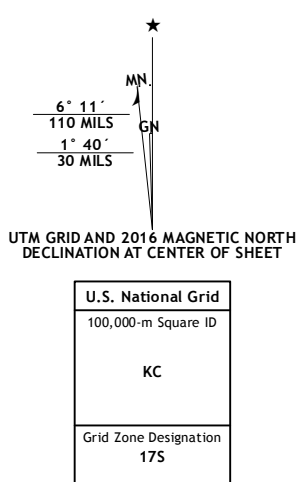 ★
MN.
6° 11´
110 MILS
GN
1° 40´
30 MILS
UTM GRID AND 2016 MAGNETIC NORTH
DECLINATION AT CENTER OF SHEET
U.S. National Grid
100,000-m Square ID
KC
Grid Zone Designation
17S